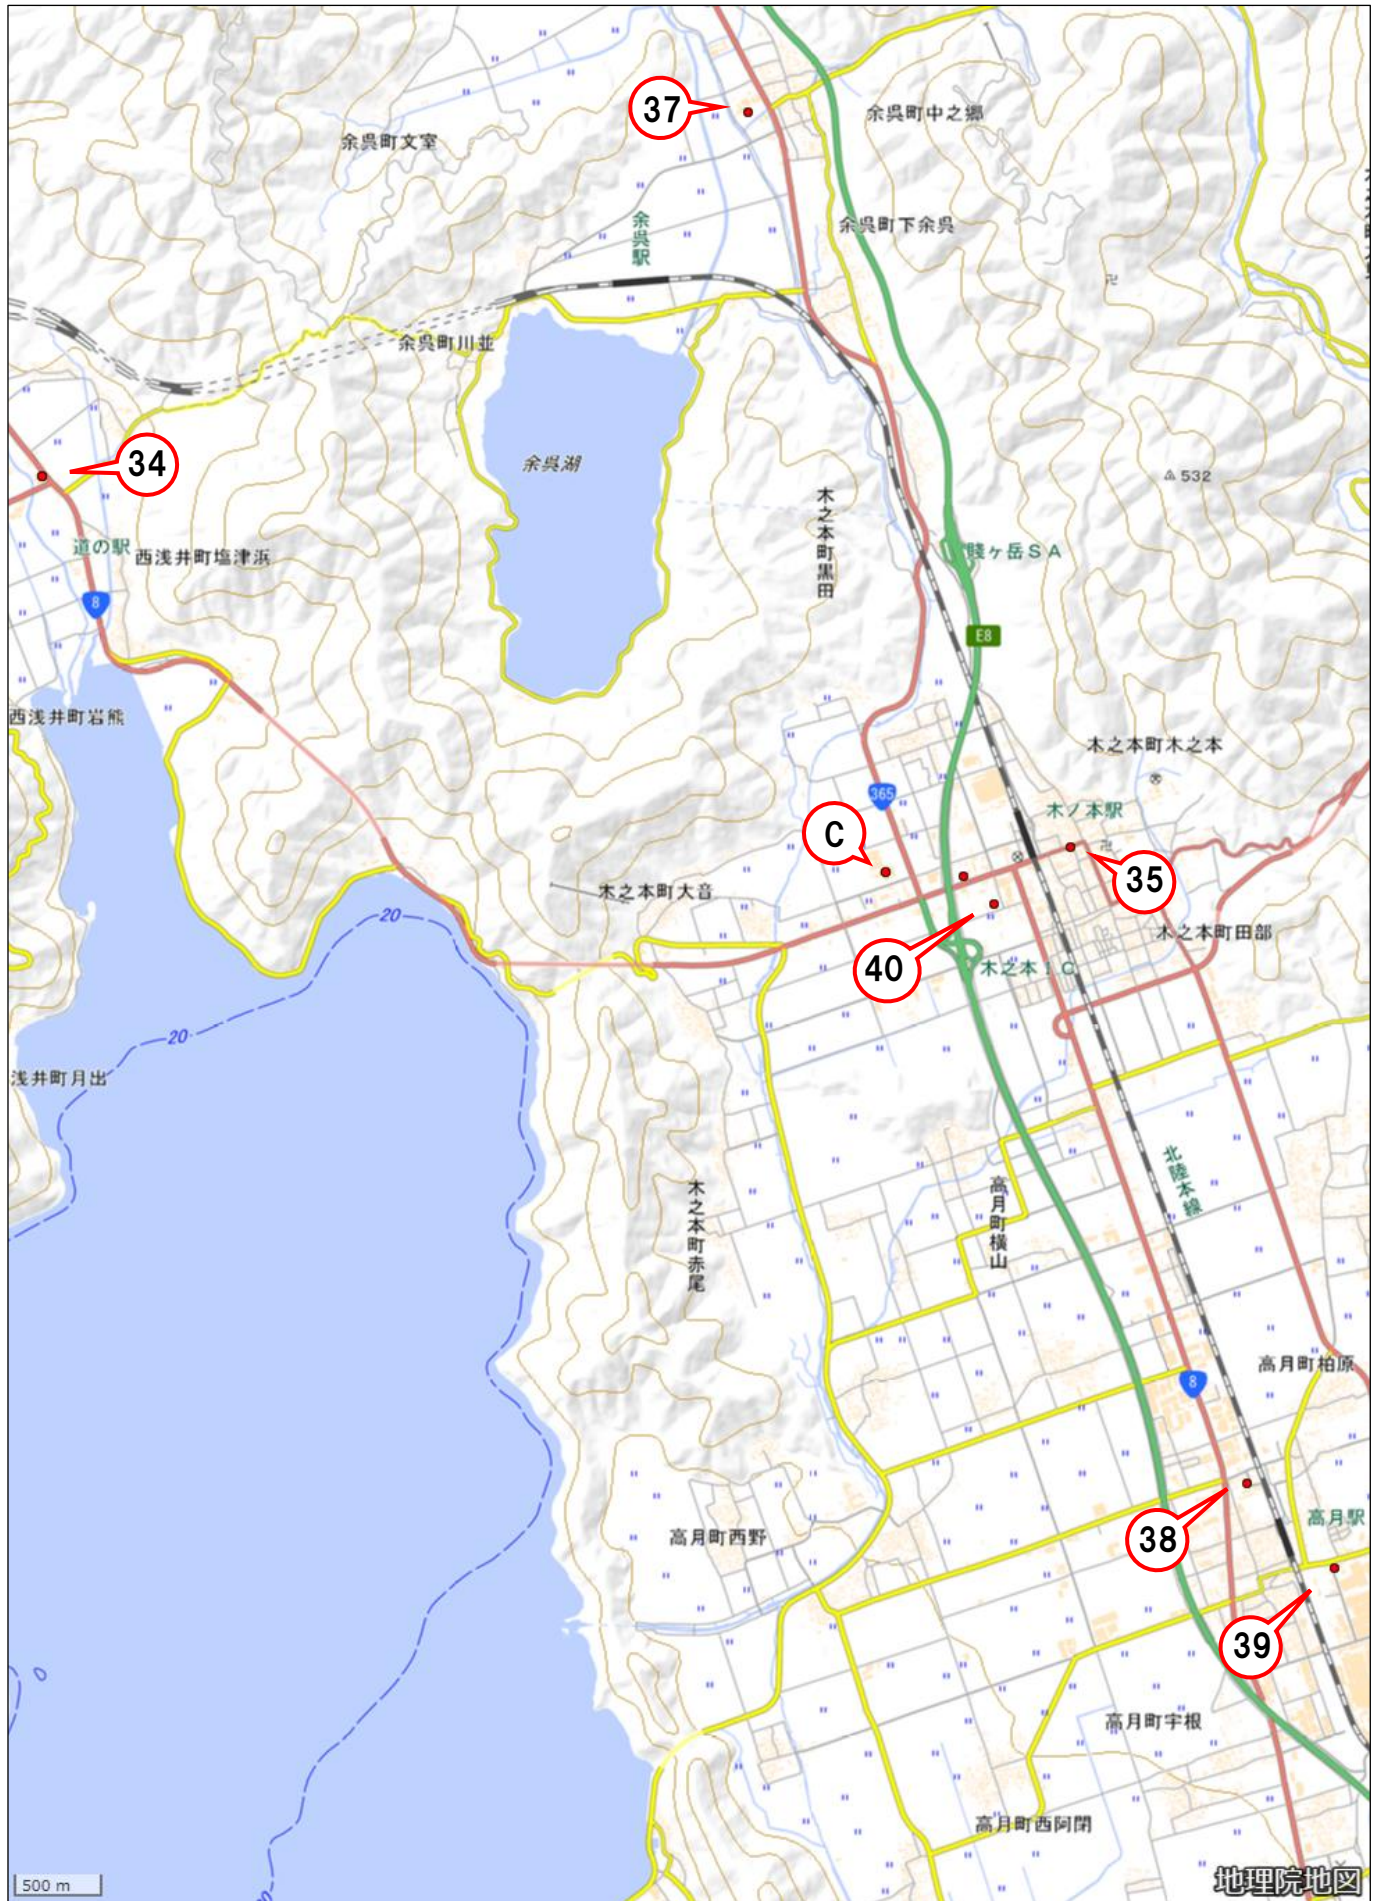 37
余呉町中之郷
余呉町文室
余呉駅
余呉町下余呉
余呉町川並
34
余呉湖
532
木之本町黒田
道の駅
西浅井町塩津浜
賤ヶ岳SA
8
E8
西浅井町岩熊
木之本町木之本
365
木ノ本駅
C
35
木之本町大音
20
木之本町田部
40
木之本IC
20
浅井町月出
北陸本線
高月町横山
木之本町赤尾
高月町柏原
8
高月駅
高月町西野
38
39
高月町宇根
高月町西阿閉
500 m
地理院地図